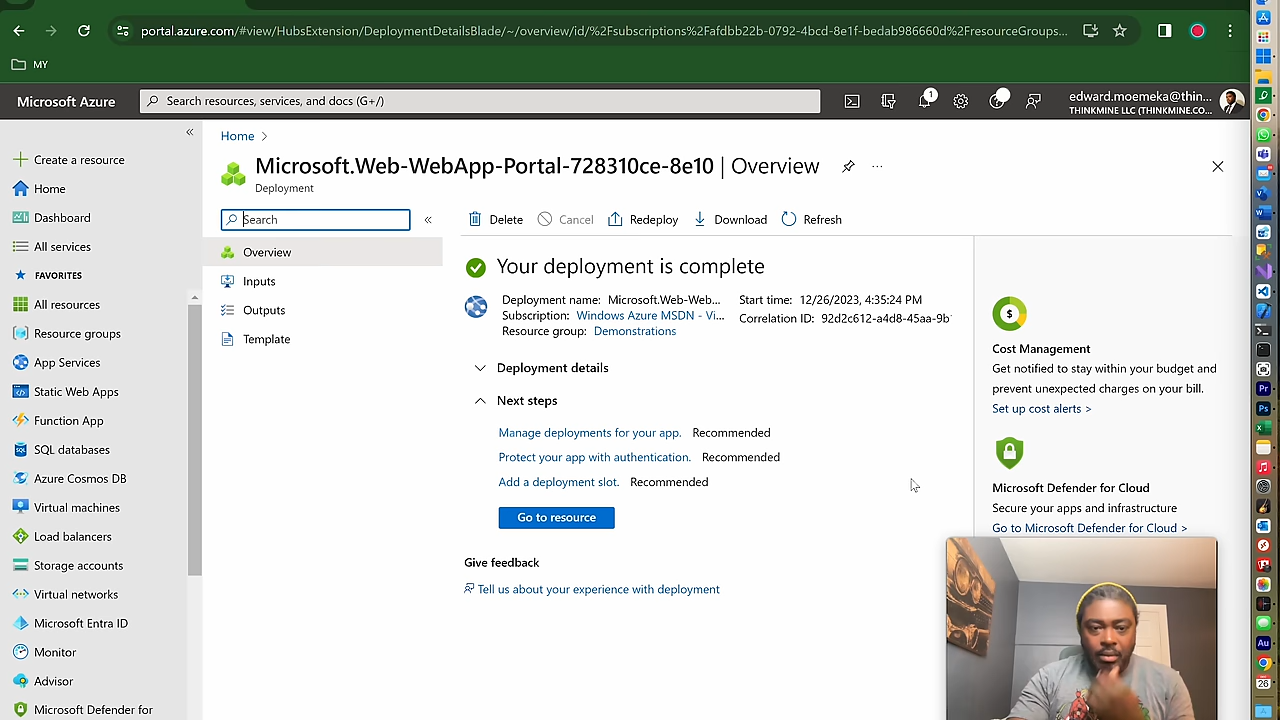 portal.azure.com/#view/HubsExtension/DeploymentDetailsBlade/~/overview/id/%2Fsubscriptions%2Fafdbb22b-0792-4bcd-8e1f-bedab986660d%2FresourceGroups...
MY
Microsoft Azure
Search resources, services, and docs (G+/)
1
edward.moemeka@thin...
THINKMINE LLC (THINKMINE.CO...
Create a resource
Home
Dashboard
All services
FAVORITES
All resources
Resource groups
App Services
Static Web Apps
Function App
SQL databases
Azure Cosmos DB
Virtual machines
Load balancers
Storage accounts
Virtual networks
Microsoft Entra ID
Monitor
Advisor
Microsoft Defender for
Home >
Microsoft.Web-WebApp-Portal-728310ce-8e10 | Overview
Deployment
Search
Overview
Inputs
Outputs
Template
Delete Cancel Redeploy Download Refresh
Your deployment is complete
Deployment name: Microsoft.Web-Web...
Subscription: Windows Azure MSDN - Vi...
Resource group: Demonstrations
Start time: 12/26/2023, 4:35:24 PM
Correlation ID: 92d2c612-a4d8-45aa-9b
Deployment details
Next steps
Manage deployments for your app. Recommended
Protect your app with authentication. Recommended
Add a deployment slot. Recommended
Go to resource
Give feedback
Tell us about your experience with deployment
Cost Management
Get notified to stay within your budget and
prevent unexpected charges on your bill.
Set up cost alerts >
Microsoft Defender for Cloud
Secure your apps and infrastructure
Go to Microsoft Defender for Cloud >
Pr
Ps
Au
26